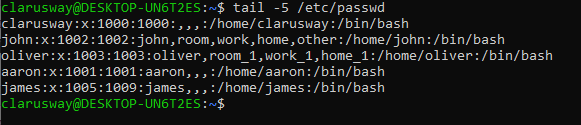 clarusway@DESKTOP-UN6T2ES:~$ tail -5 /etc/passwd
clarusway:x:1000:1000:,,,:/home/clarusway:/bin/bash
john:x:1002:1002:john,room,work,home,other:/home/john:/bin/bash
oliver:x:1003:1003:oliver,room_1,work_1,home_1:/home/oliver:/bin/bash
aaron:x:1001:1001:aaron,,,:/home/aaron:/bin/bash
james:x:1005:1009:james,,,:/home/james:/bin/bash
clarusway@DESKTOP-UN6T2ES:~$